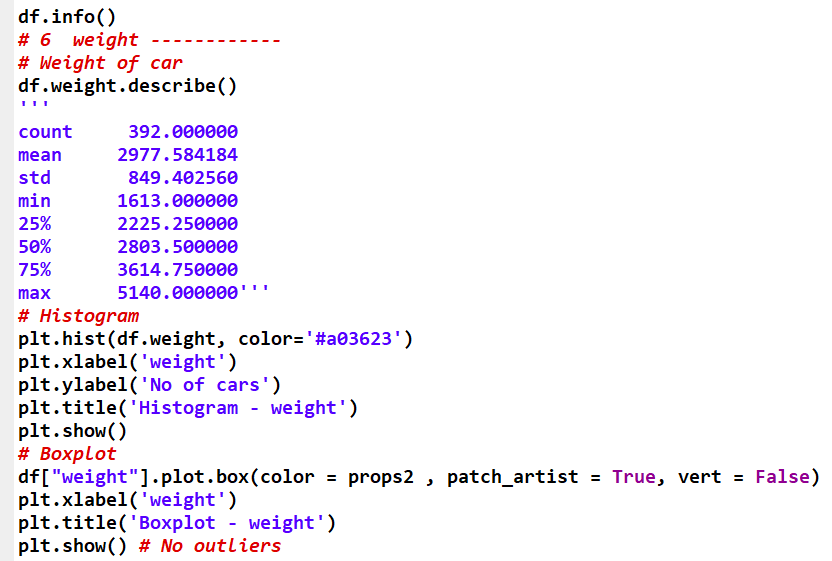 df.info()
# 6  weight ------------
# Weight of car
df.weight.describe()
'''
count     392.000000
mean     2977.584184
std       849.402560
min      1613.000000
25%      2225.250000
50%      2803.500000
75%      3614.750000
max      5140.000000'''
# Histogram
plt.hist(df.weight, color='#a03623')
plt.xlabel('weight')
plt.ylabel('No of cars')
plt.title('Histogram - weight')
plt.show()
# Boxplot
df["weight"].plot.box(color = props2 , patch_artist = True, vert = False)
plt.xlabel('weight')
plt.title('Boxplot - weight')
plt.show() # No outliers